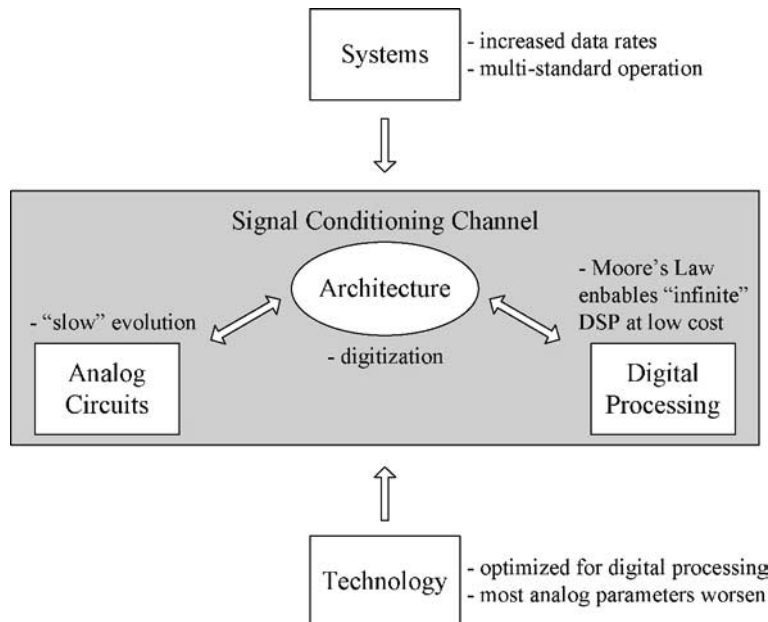 Systems
- increased data rates
- multi-standard operation
Signal Conditioning Channel
Architecture
- digitization
- “slow” evolution
Analog
Circuits
- Moore’s Law
enbables “infinite”
DSP at low cost
Digital
Processing
Technology
- optimized for digital processing
- most analog parameters worsen